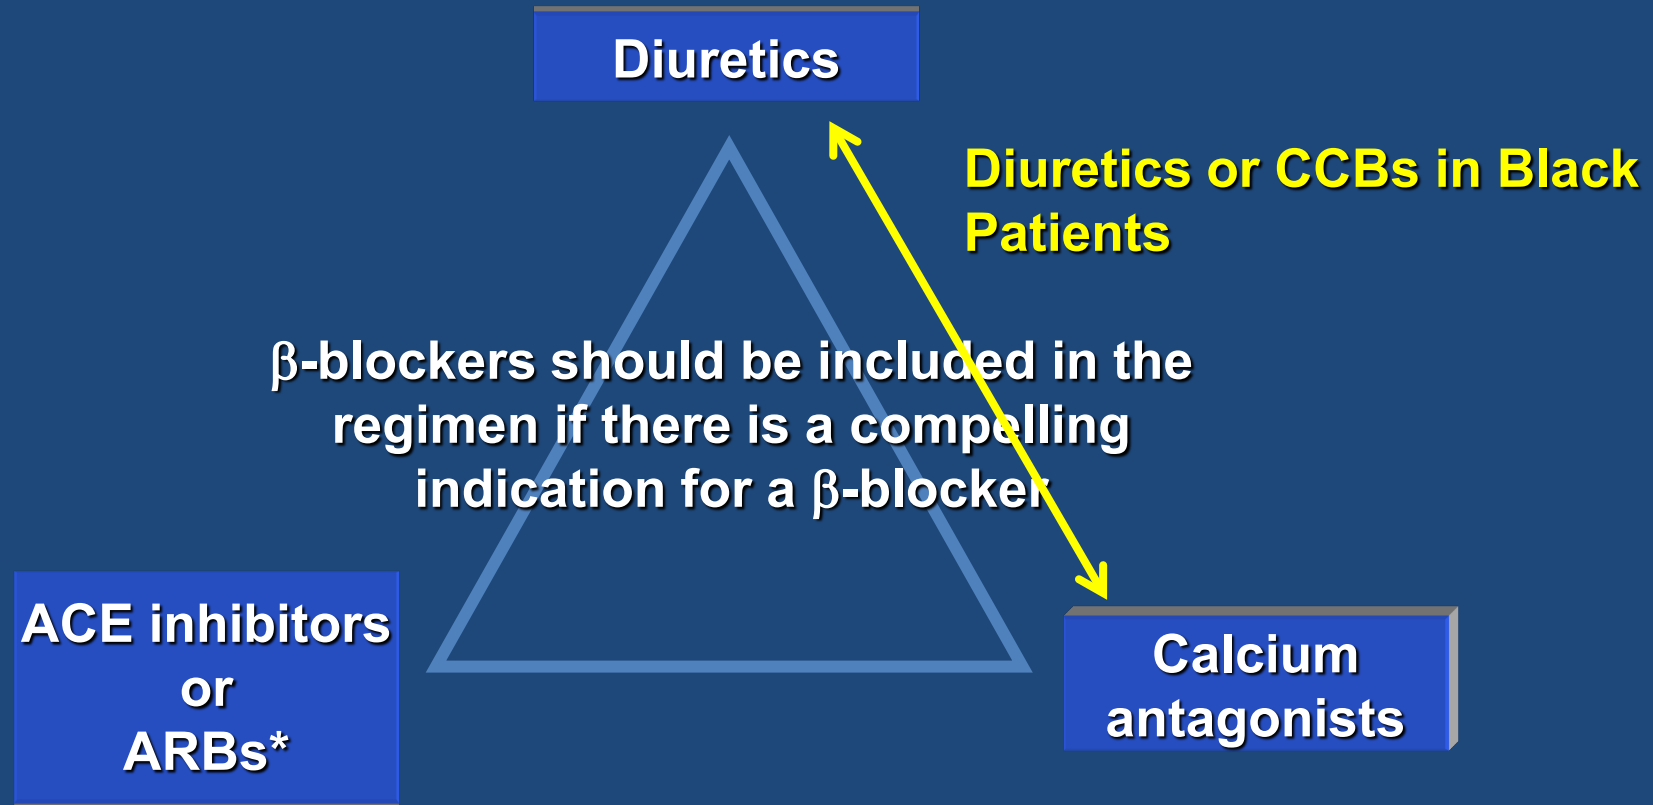 Diuretics
Diuretics or CCBs in Black
Patients
β-blockers should be included in the
regimen if there is a compelling
indication for a β-blocker
ACE inhibitors
or
ARBs*
Calcium
antagonists